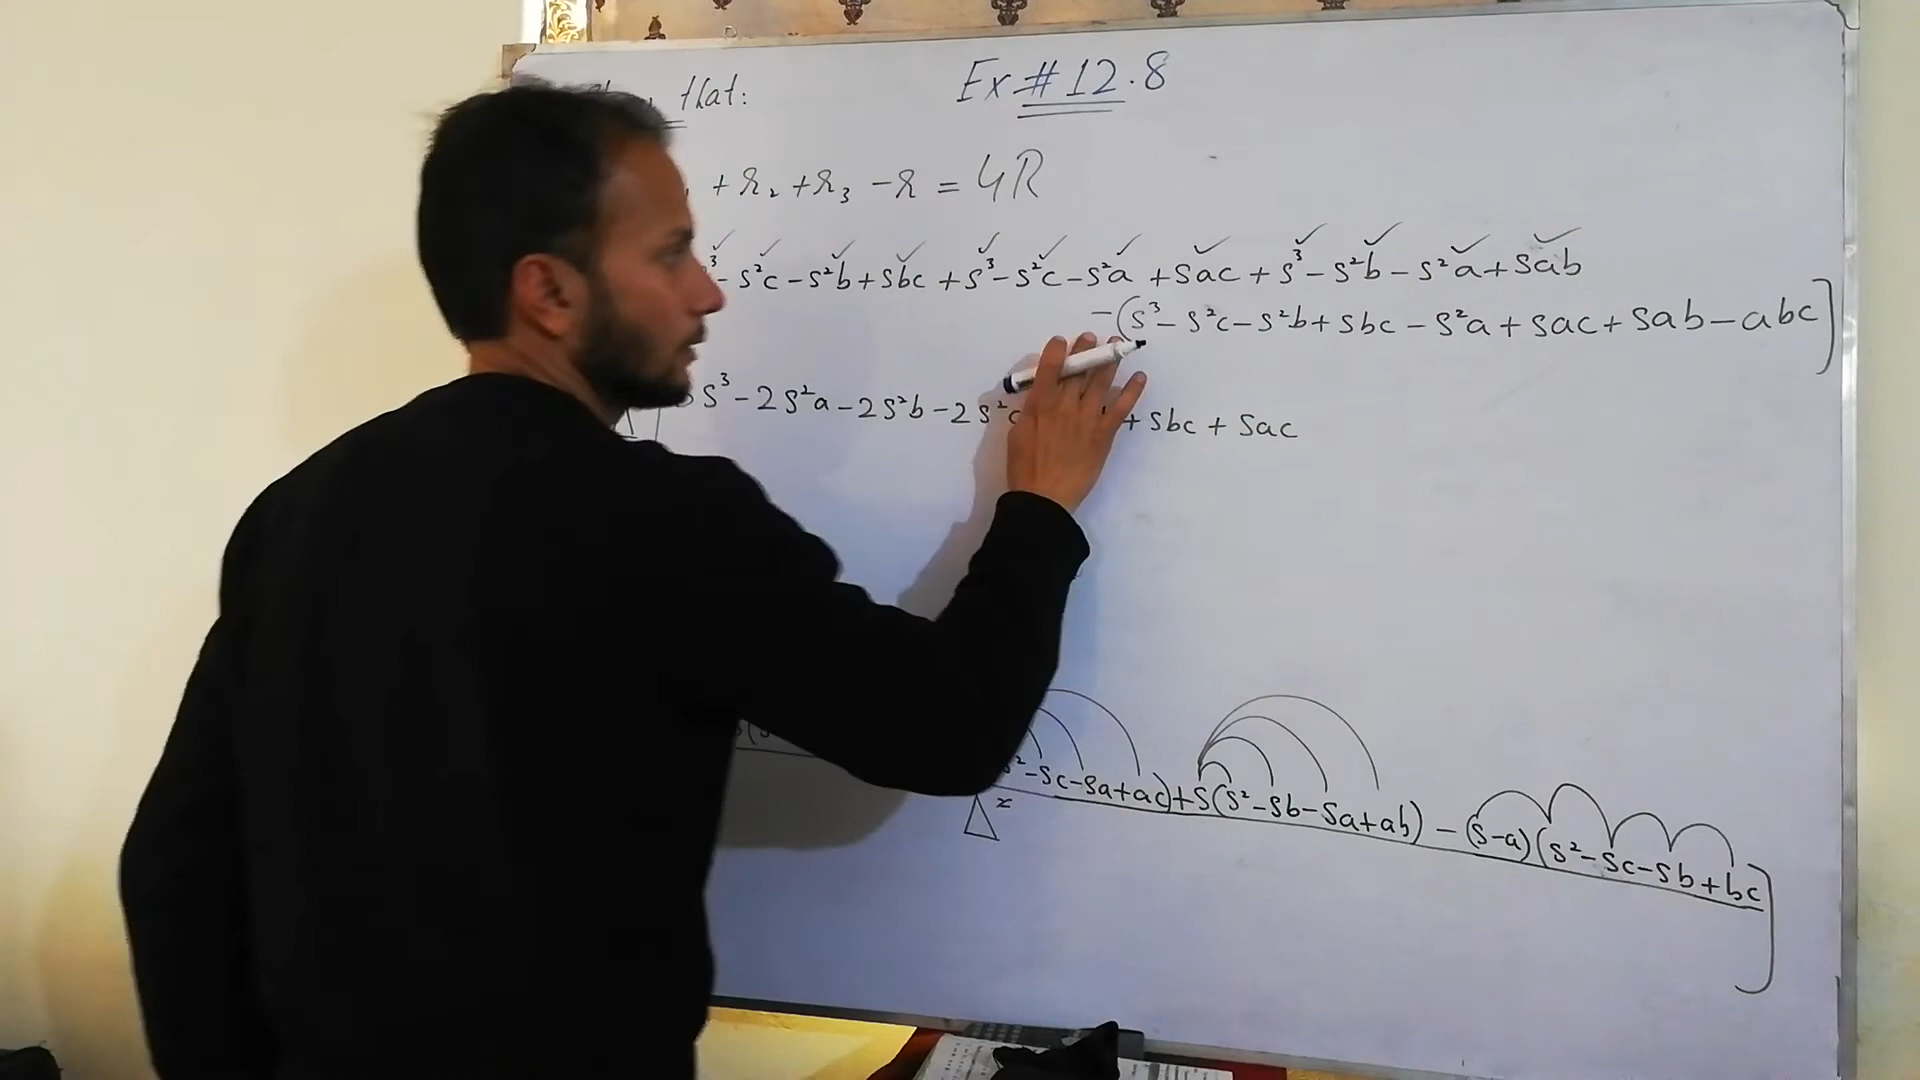 that:
Ex # 12.8
+ r₂ + r₃ - r = 4R
³ - s²c - s²b + sbc + s³ - s²c - s²a + sac + s³ - s²b - s²a + sab
- (s³ - s²c - s²b + sbc - s²a + sac + sab - abc]
s³ - 2s²a - 2s²b - 2s²c + sbc + sac
s² - sc - sa + ac) + s(s² - sb - sa + ab) - (s-a)(s² - sc - sb + bc]
△